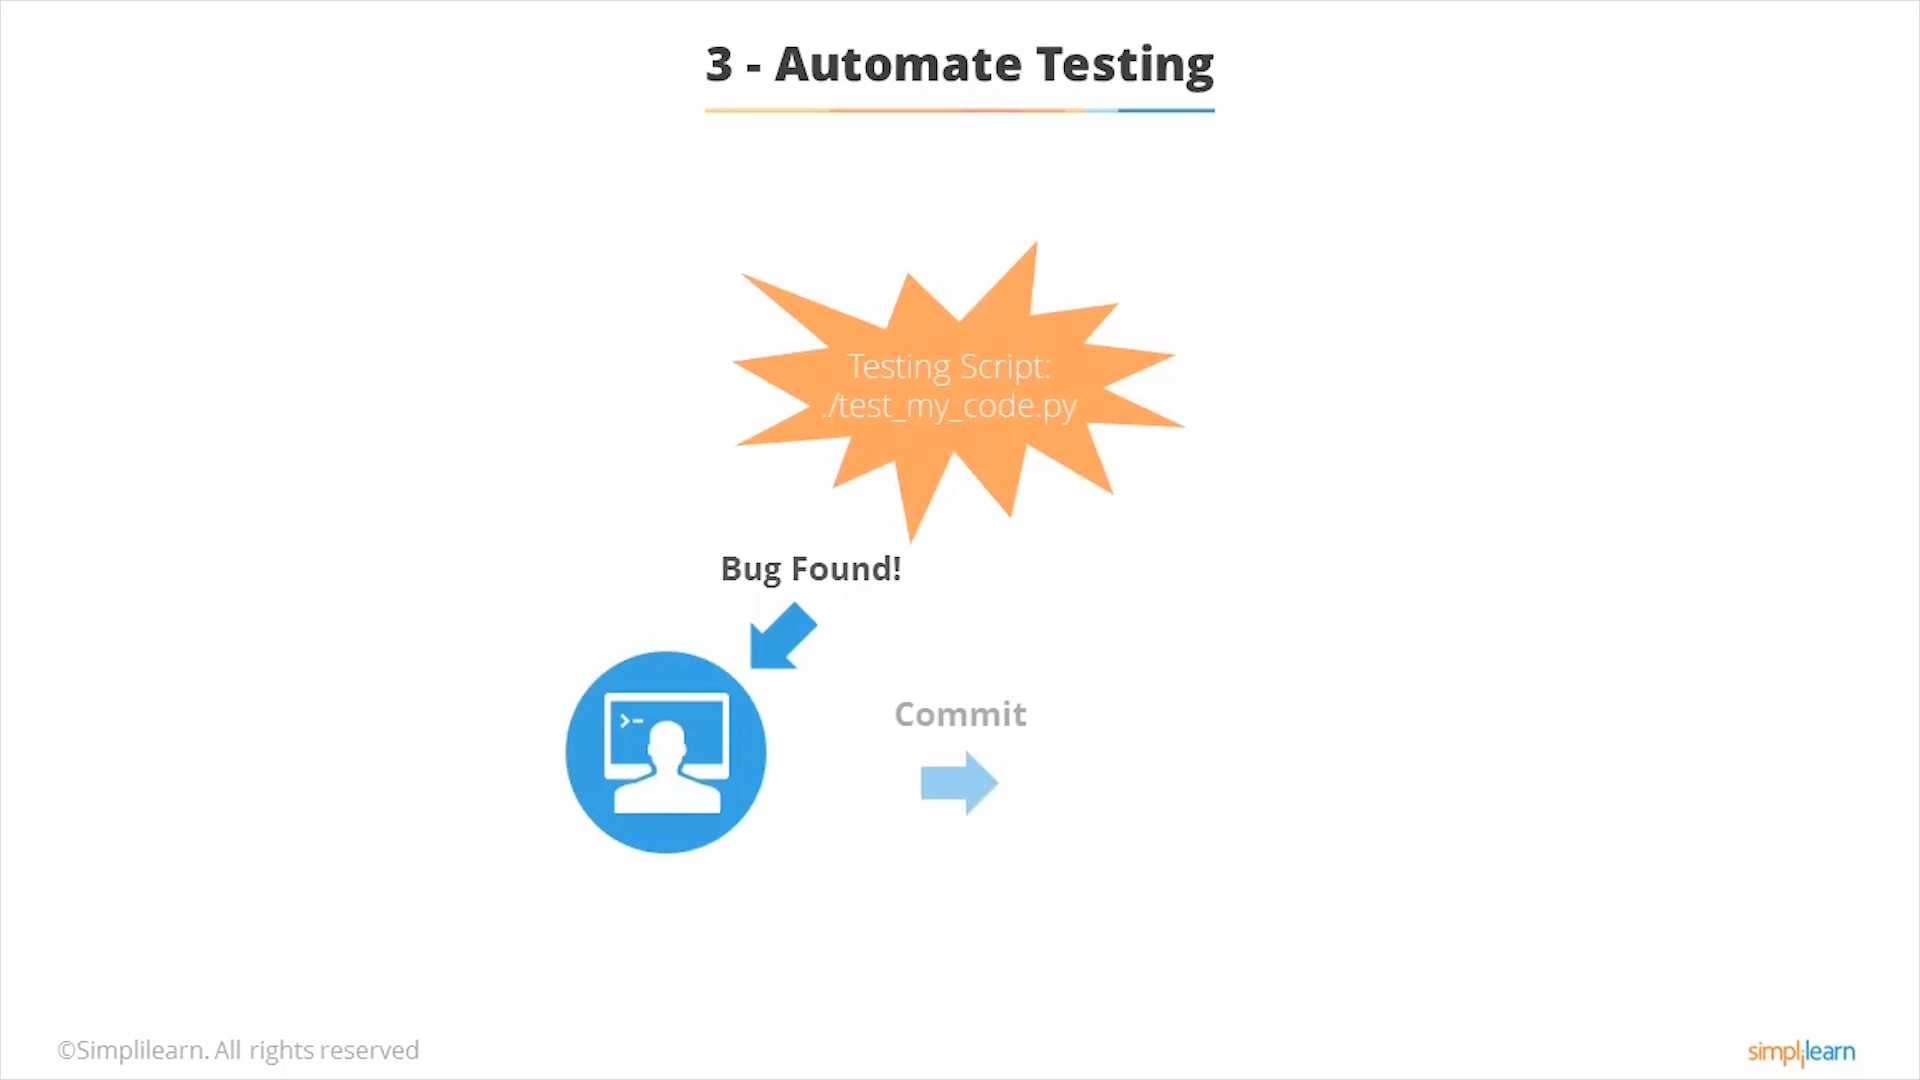 3 - Automate Testing
Testing Script:
./test_my_code.py
Bug Found!
>-
Commit
©Simplilearn. All rights reserved
simplilearn